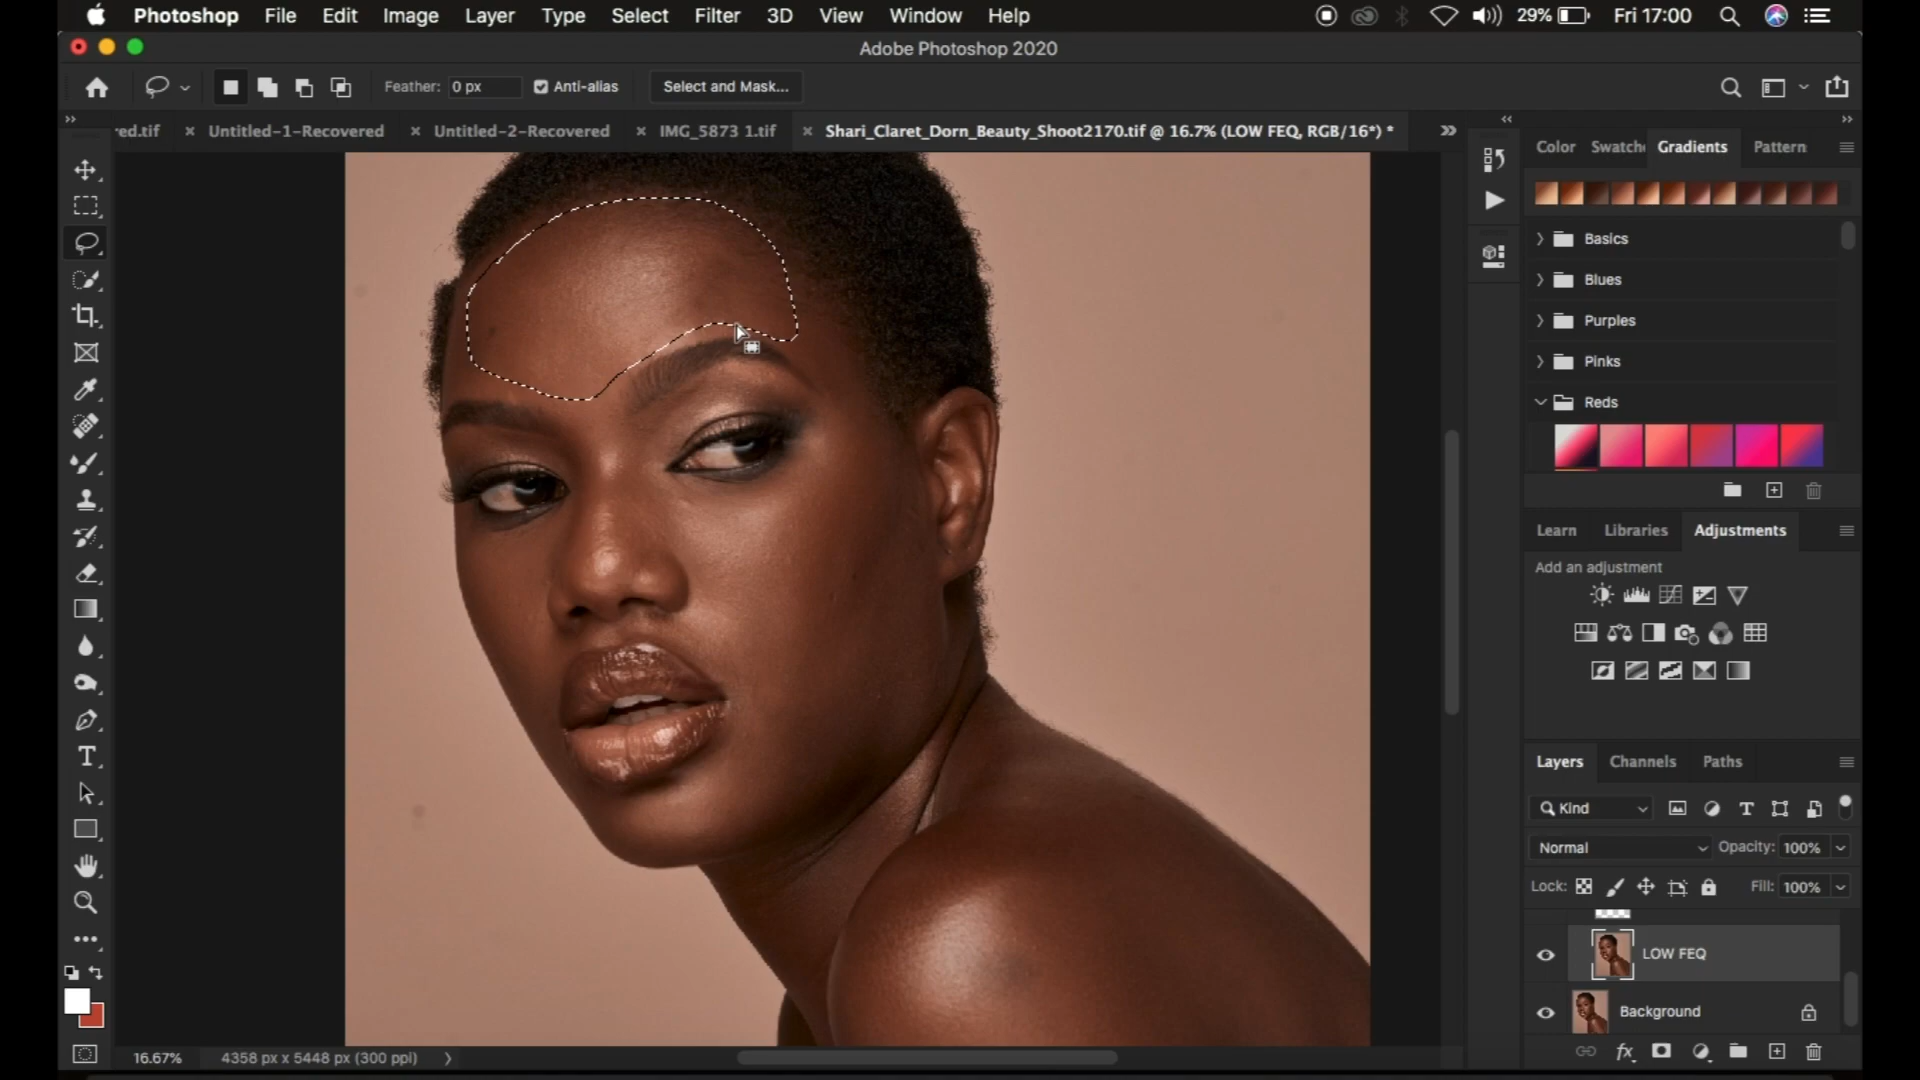 Photoshop File Edit Image Layer Type Select Filter 3D View Window Help 29% Fri 17:00
Adobe Photoshop 2020
Feather: 0 px Anti-alias Select and Mask...
red.tif × Untitled-1-Recovered × Untitled-2-Recovered × IMG_5873 1.tif × Shari_Claret_Dorn_Beauty_Shoot2170.tif @ 16.7% (LOW FEQ, RGB/16*) *
Color Swatche Gradients Pattern
Basics
Blues
Purples
Pinks
Reds
Learn Libraries Adjustments
Add an adjustment
Layers Channels Paths
Kind
Normal Opacity: 100%
Lock: Fill: 100%
LOW FEQ
Background
16.67% 4358 px x 5448 px (300 ppi)